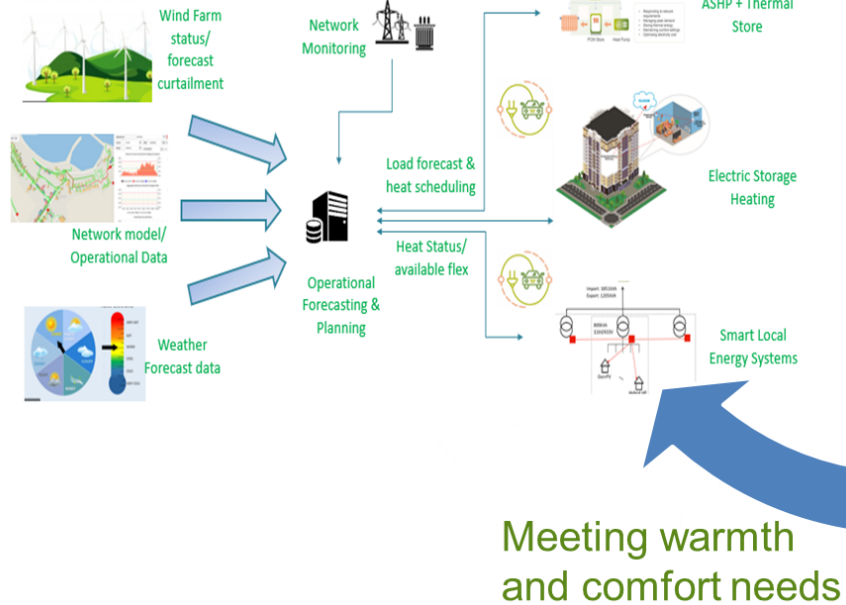 Wind Farm
status/
forecast
curtailment
Network
Monitoring
ASHP + Thermal
Store
Load forecast &
heat scheduling
Electric Storage
Heating
Network model/
Operational Data
Heat Status/
available flex
Operational
Forecasting &
Planning
Weather
Forecast data
Smart Local
Energy Systems
Meeting warmth
and comfort needs